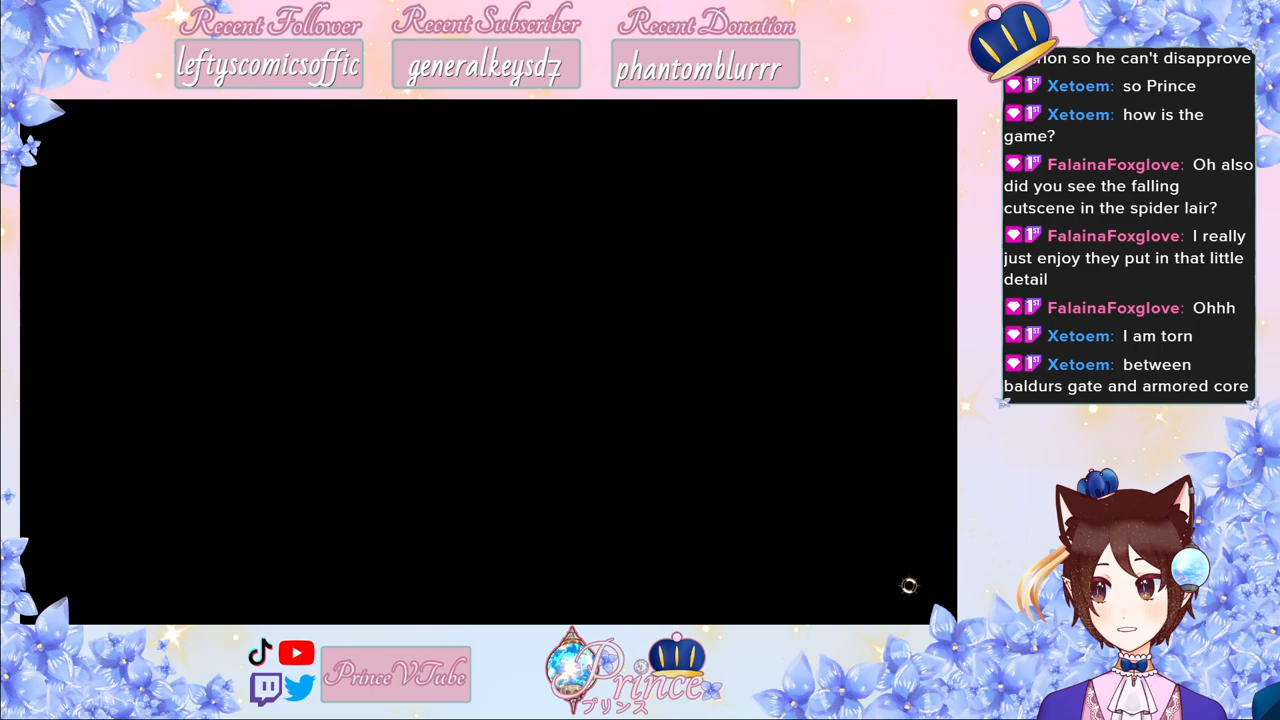 Recent Follower
Recent Subscriber
Recent Donation
leftyscomicsoffic
generalkeysd7
phantomblurrr
so he can't disapprove
Xetoem: so Prince
Xetoem: how is the
game?
FalainaFoxglove: Oh also
did you see the falling
cutscene in the spider lair?
FalainaFoxglove: I really
just enjoy they put in that little
detail
FalainaFoxglove: Ohhh
Xetoem: I am torn
Xetoem: between
baldurs gate and armored core
PrinceVTube
Prince
プリンス